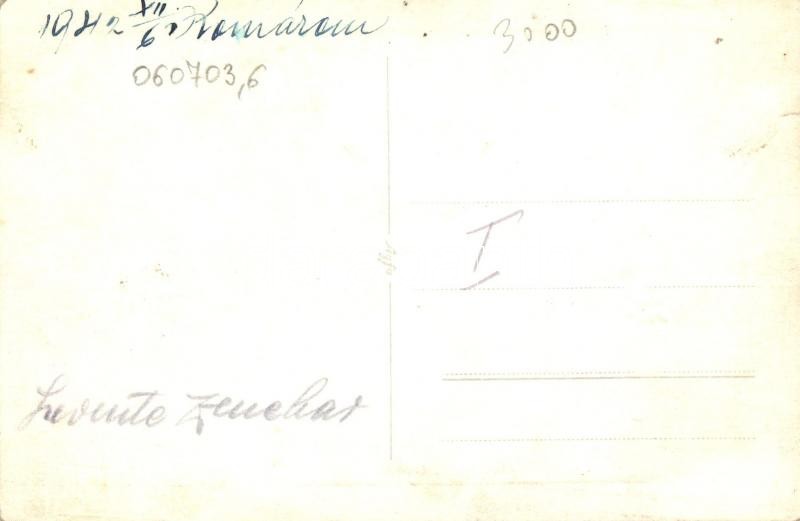 1942 XII/6 Komárom
3000
060703,6
I
Levente Zenekar